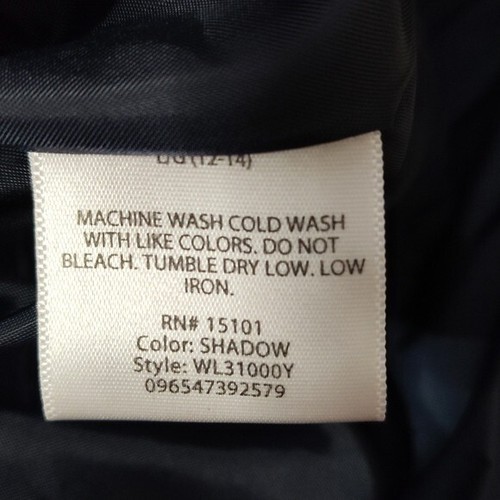 L/G (12-14)
MACHINE WASH COLD WASH
WITH LIKE COLORS. DO NOT
BLEACH. TUMBLE DRY LOW. LOW
IRON.
RN# 15101
Color: SHADOW
Style: WL31000Y
096547392579